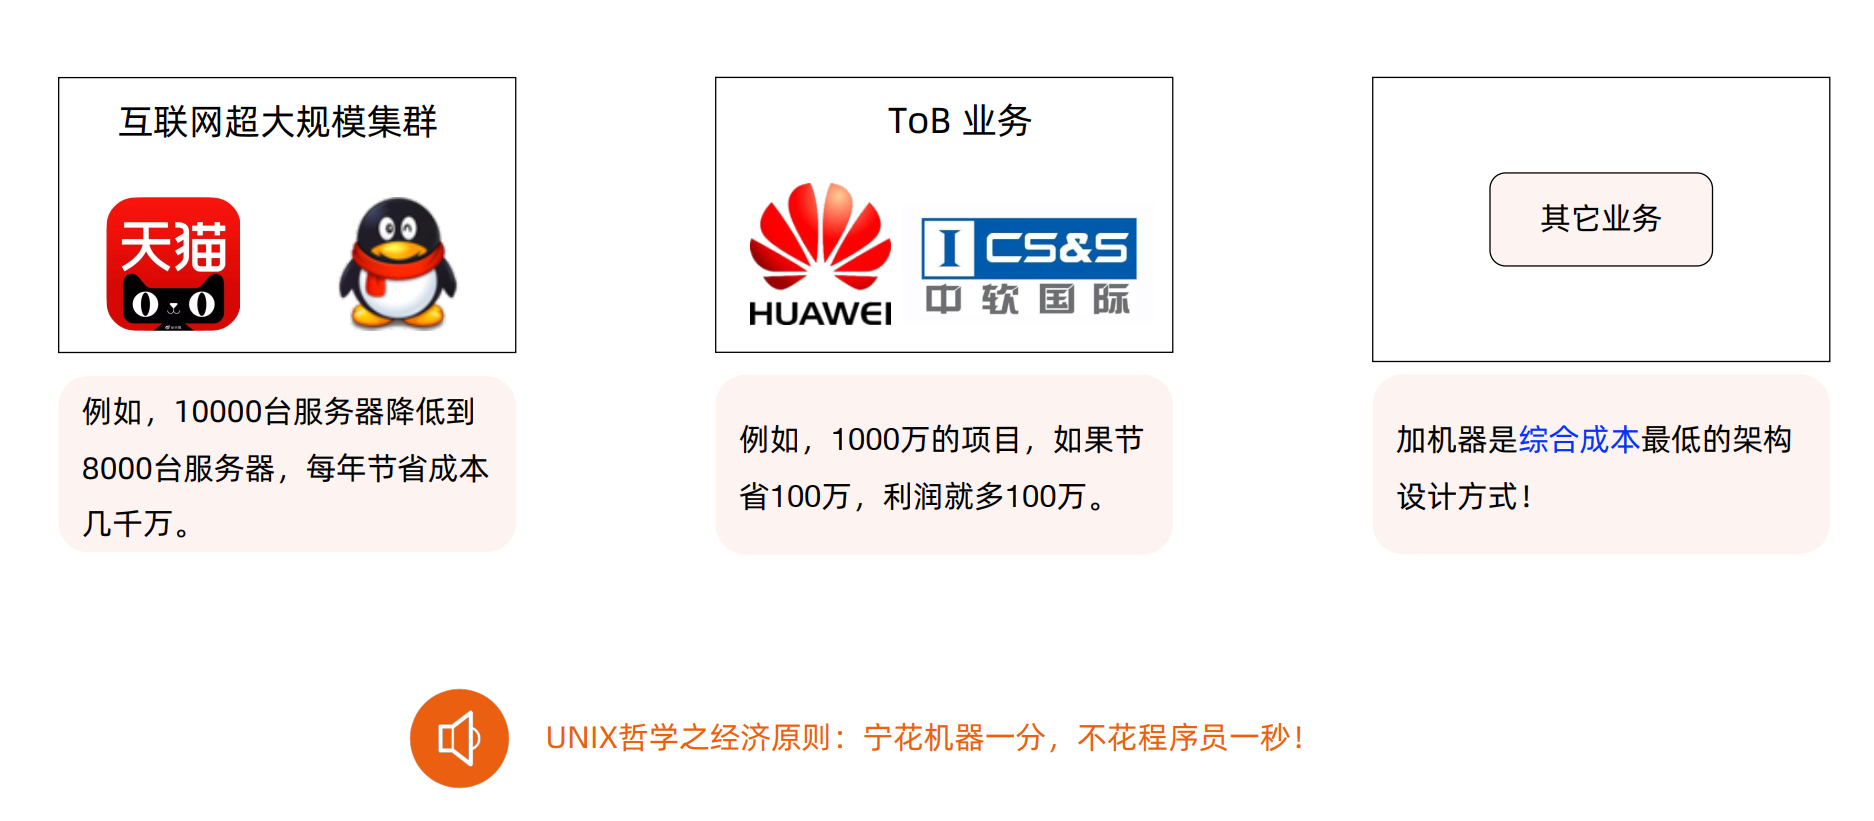 互联网超大规模集群
天猫
例如，10000台服务器降低到
8000台服务器，每年节省成本
几千万。
ToB 业务
HUAWEI
I CS&S
中软国际
例如，1000万的项目，如果节
省100万，利润就多100万。
其它业务
加机器是综合成本最低的架构
设计方式！
UNIX哲学之经济原则：宁花机器一分，不花程序员一秒！